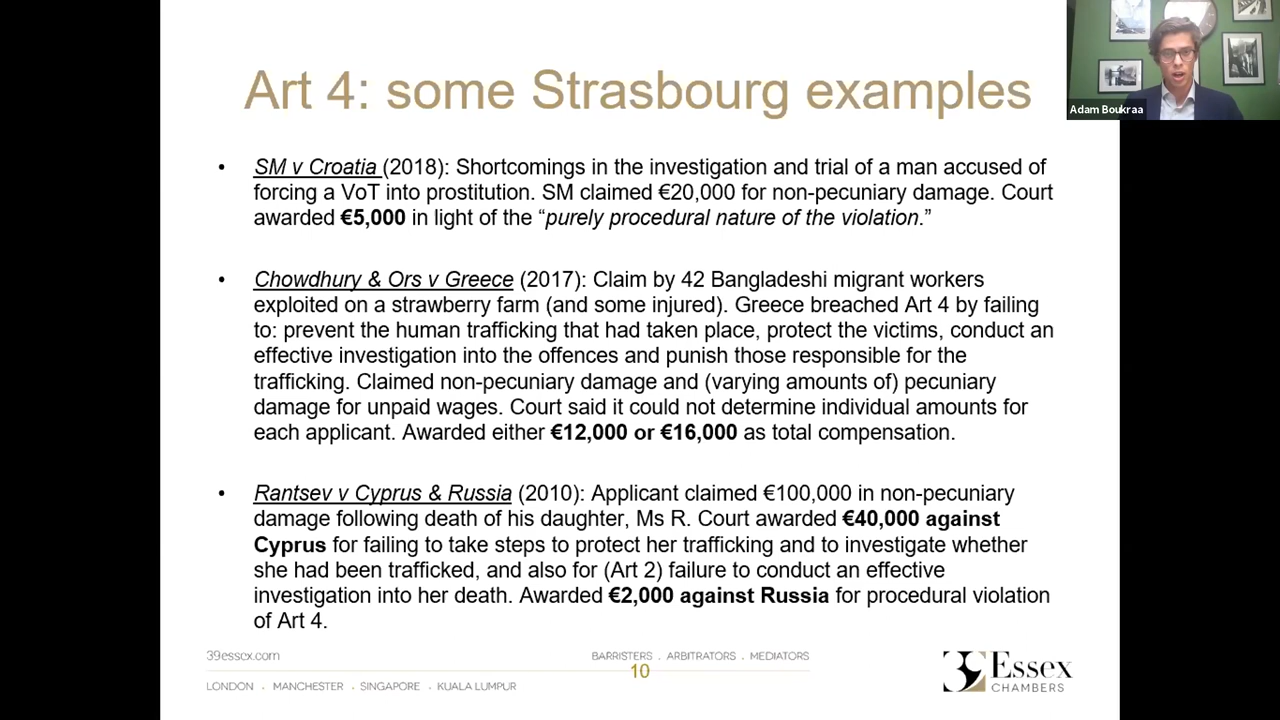 Art 4: some Strasbourg examples
Adam Boukraa
• SM v Croatia (2018): Shortcomings in the investigation and trial of a man accused of
forcing a VoT into prostitution. SM claimed €20,000 for non-pecuniary damage. Court
awarded €5,000 in light of the “purely procedural nature of the violation.”
• Chowdhury & Ors v Greece (2017): Claim by 42 Bangladeshi migrant workers
exploited on a strawberry farm (and some injured). Greece breached Art 4 by failing
to: prevent the human trafficking that had taken place, protect the victims, conduct an
effective investigation into the offences and punish those responsible for the
trafficking. Claimed non-pecuniary damage and (varying amounts of) pecuniary
damage for unpaid wages. Court said it could not determine individual amounts for
each applicant. Awarded either €12,000 or €16,000 as total compensation.
• Rantsev v Cyprus & Russia (2010): Applicant claimed €100,000 in non-pecuniary
damage following death of his daughter, Ms R. Court awarded €40,000 against
Cyprus for failing to take steps to protect her trafficking and to investigate whether
she had been trafficked, and also for (Art 2) failure to conduct an effective
investigation into her death. Awarded €2,000 against Russia for procedural violation
of Art 4.
39essex.com
BARRISTERS . ARBITRATORS . MEDIATORS
10
LONDON . MANCHESTER . SINGAPORE . KUALA LUMPUR
39 Essex
CHAMBERS